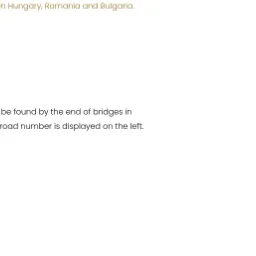 n Hungary, Romania and Bulgaria.
be found by the end of bridges in
road number is displayed on the left.